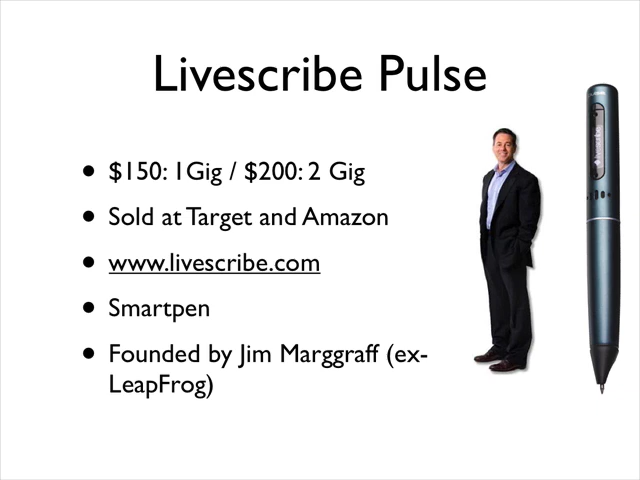 Livescribe Pulse
• $150: 1Gig / $200: 2 Gig
• Sold at Target and Amazon
• www.livescribe.com
• Smartpen
• Founded by Jim Marggraff (ex-
LeapFrog)
livescribe